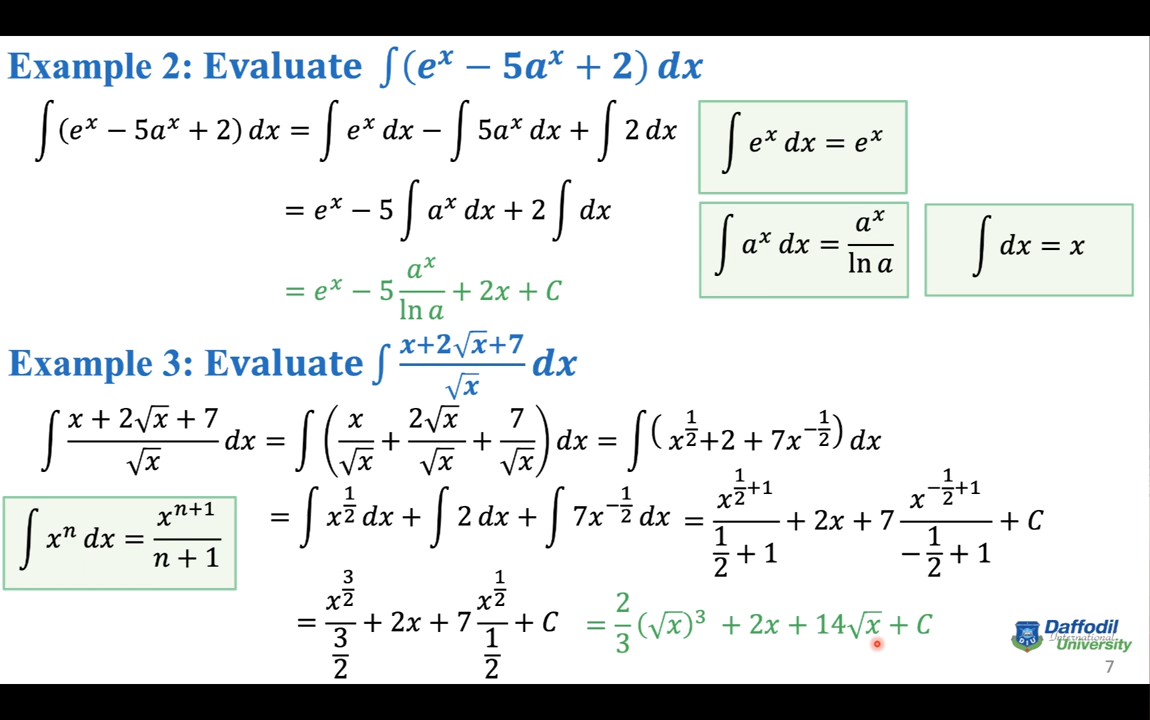 Example 2: Evaluate ∫(eˣ − 5aˣ + 2) dx
∫(eˣ − 5aˣ + 2) dx = ∫ eˣ dx − ∫ 5aˣ dx + ∫ 2 dx
∫ eˣ dx = eˣ
= eˣ − 5 ∫ aˣ dx + 2 ∫ dx
∫ aˣ dx = aˣ/ln a
∫ dx = x
= eˣ − 5 aˣ/ln a + 2x + C
Example 3: Evaluate ∫ (x+2√x+7)/√x dx
∫ (x + 2√x + 7)/√x dx = ∫ (x/√x + 2√x/√x + 7/√x) dx = ∫ (x^(1/2) + 2 + 7x^(−1/2)) dx
∫ xⁿ dx = x^(n+1)/(n + 1)
= ∫ x^(1/2) dx + ∫ 2 dx + ∫ 7x^(−1/2) dx = x^(1/2+1)/(1/2 + 1) + 2x + 7 x^(−1/2+1)/(−1/2 + 1) + C
= x^(3/2)/(3/2) + 2x + 7 x^(1/2)/(1/2) + C = 2/3 (√x)³ + 2x + 14√x + C
Daffodil
International
University
7